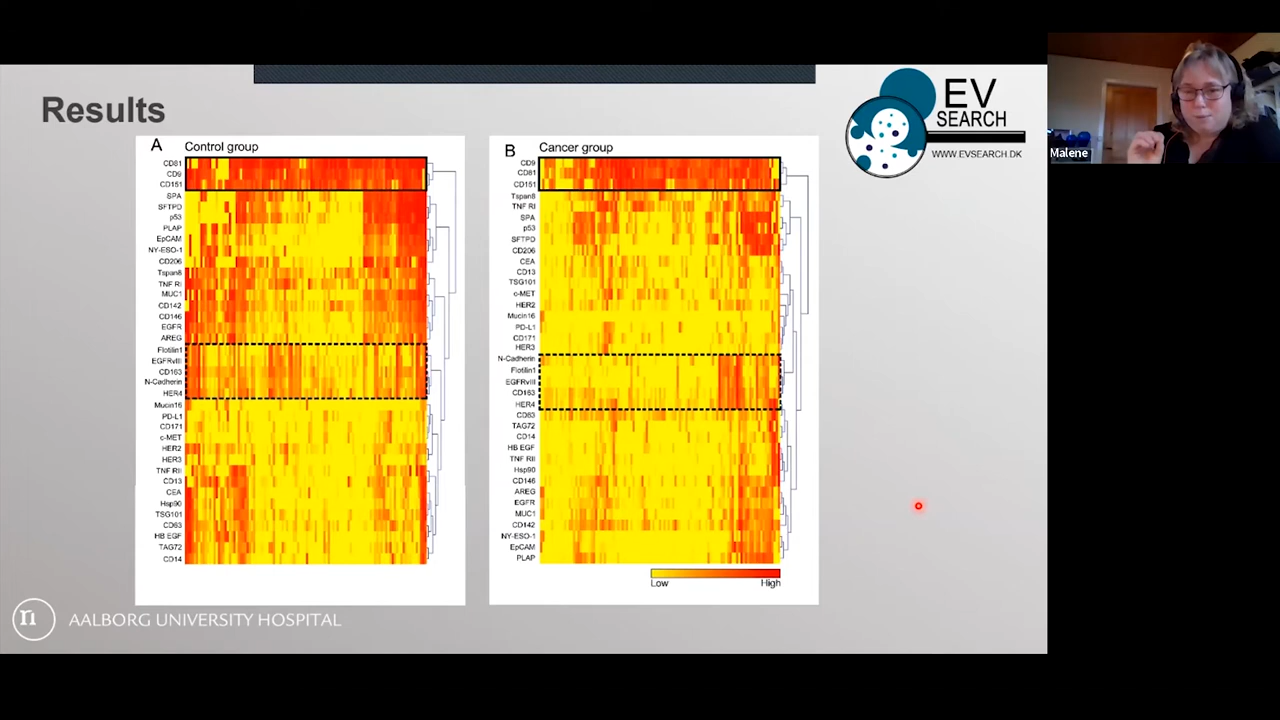 Results
EV
SEARCH
WWW.EVSEARCH.DK
Malene
A
Control group
CD81
CD9
CD151
SPA
SFTPD
p53
PLAP
EpCAM
NY-ESO-1
CD206
Tspan8
TNF RI
MUC1
CD142
CD146
EGFR
AREG
Flotilin1
EGFRvIII
CD163
N-Cadherin
HER4
Mucin16
PD-L1
CD171
c-MET
HER2
HER3
TNF RII
CD13
CEA
Hsp90
TSG101
CD63
HB EGF
TAG72
CD14
B
Cancer group
CD9
CD81
CD151
Tspan8
TNF RI
SPA
p53
SFTPD
CD206
CEA
CD13
TSG101
c-MET
HER2
Mucin16
PD-L1
CD171
HER3
N-Cadherin
Flotilin1
EGFRvIII
CD163
HER4
CD63
TAG72
CD14
HB EGF
TNF RII
Hsp90
CD146
AREG
EGFR
MUC1
CD142
NY-ESO-1
EpCAM
PLAP
Low
High
n
AALBORG UNIVERSITY HOSPITAL